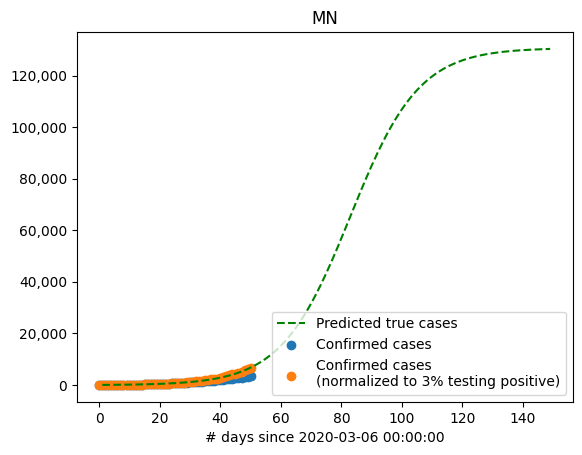 MN
120,000
100,000
80,000
60,000
40,000
20,000
0
Predicted true cases
Confirmed cases
Confirmed cases
(normalized to 3% testing positive)
0 20 40 60 80 100 120 140
# days since 2020-03-06 00:00:00